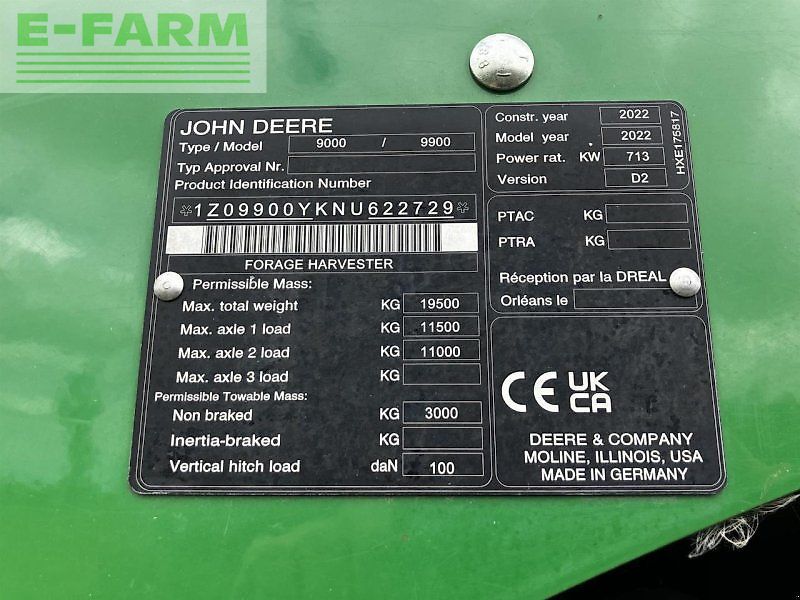 E-FARM
JOHN DEERE
Type / Model 9000 / 9900
Typ Approval Nr.
Product Identification Number
*1Z09900YKNU622729*
FORAGE HARVESTER
Permissible Mass:
Max. total weight KG 19500
Max. axle 1 load KG 11500
Max. axle 2 load KG 11000
Max. axle 3 load KG
Permissible Towable Mass:
Non braked KG 3000
Inertia-braked KG
Vertical hitch load daN 100
Constr. year 2022
Model year 2022
Power rat. KW 713
Version D2
HXE175817
PTAC KG
PTRA KG
Réception par la DREAL
Orléans le
CE UK
CA
DEERE & COMPANY
MOLINE, ILLINOIS, USA
MADE IN GERMANY